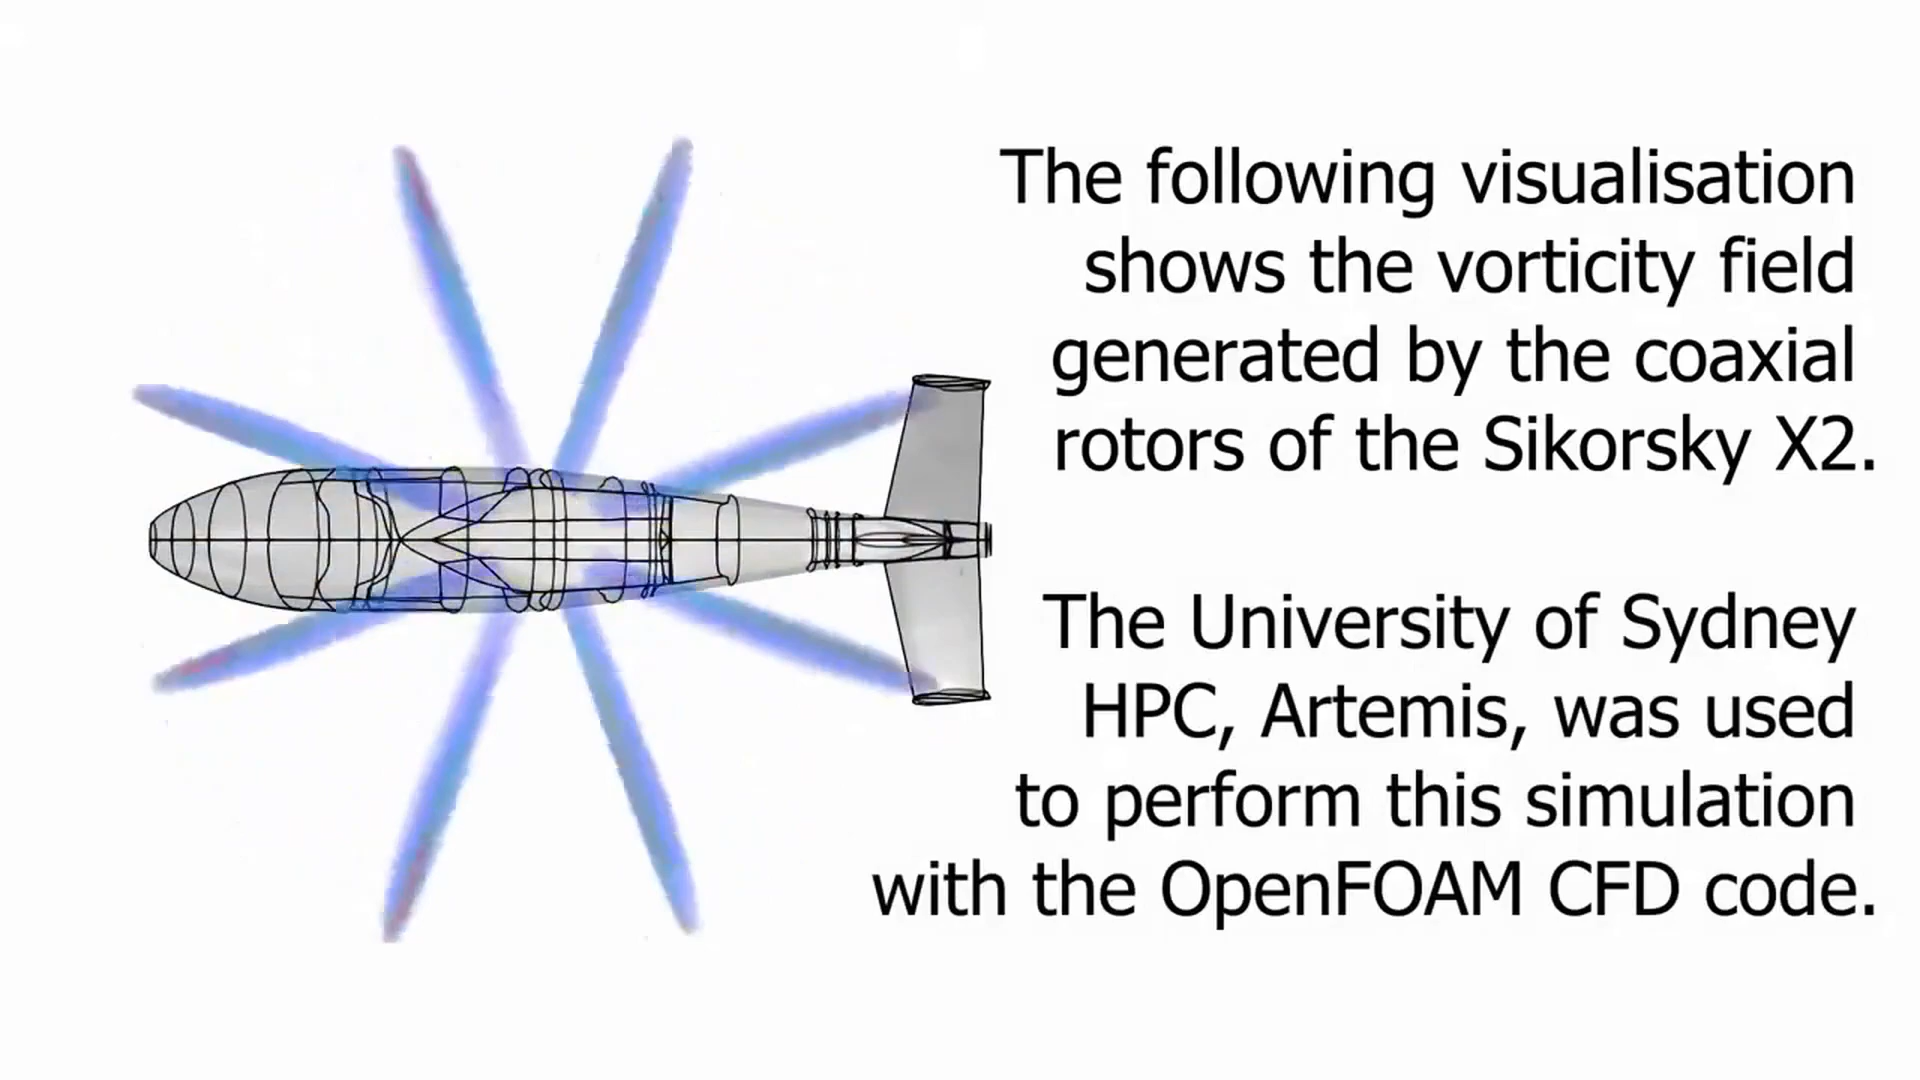 The following visualisation
shows the vorticity field
generated by the coaxial
rotors of the Sikorsky X2.
The University of Sydney
HPC, Artemis, was used
to perform this simulation
with the OpenFOAM CFD code.